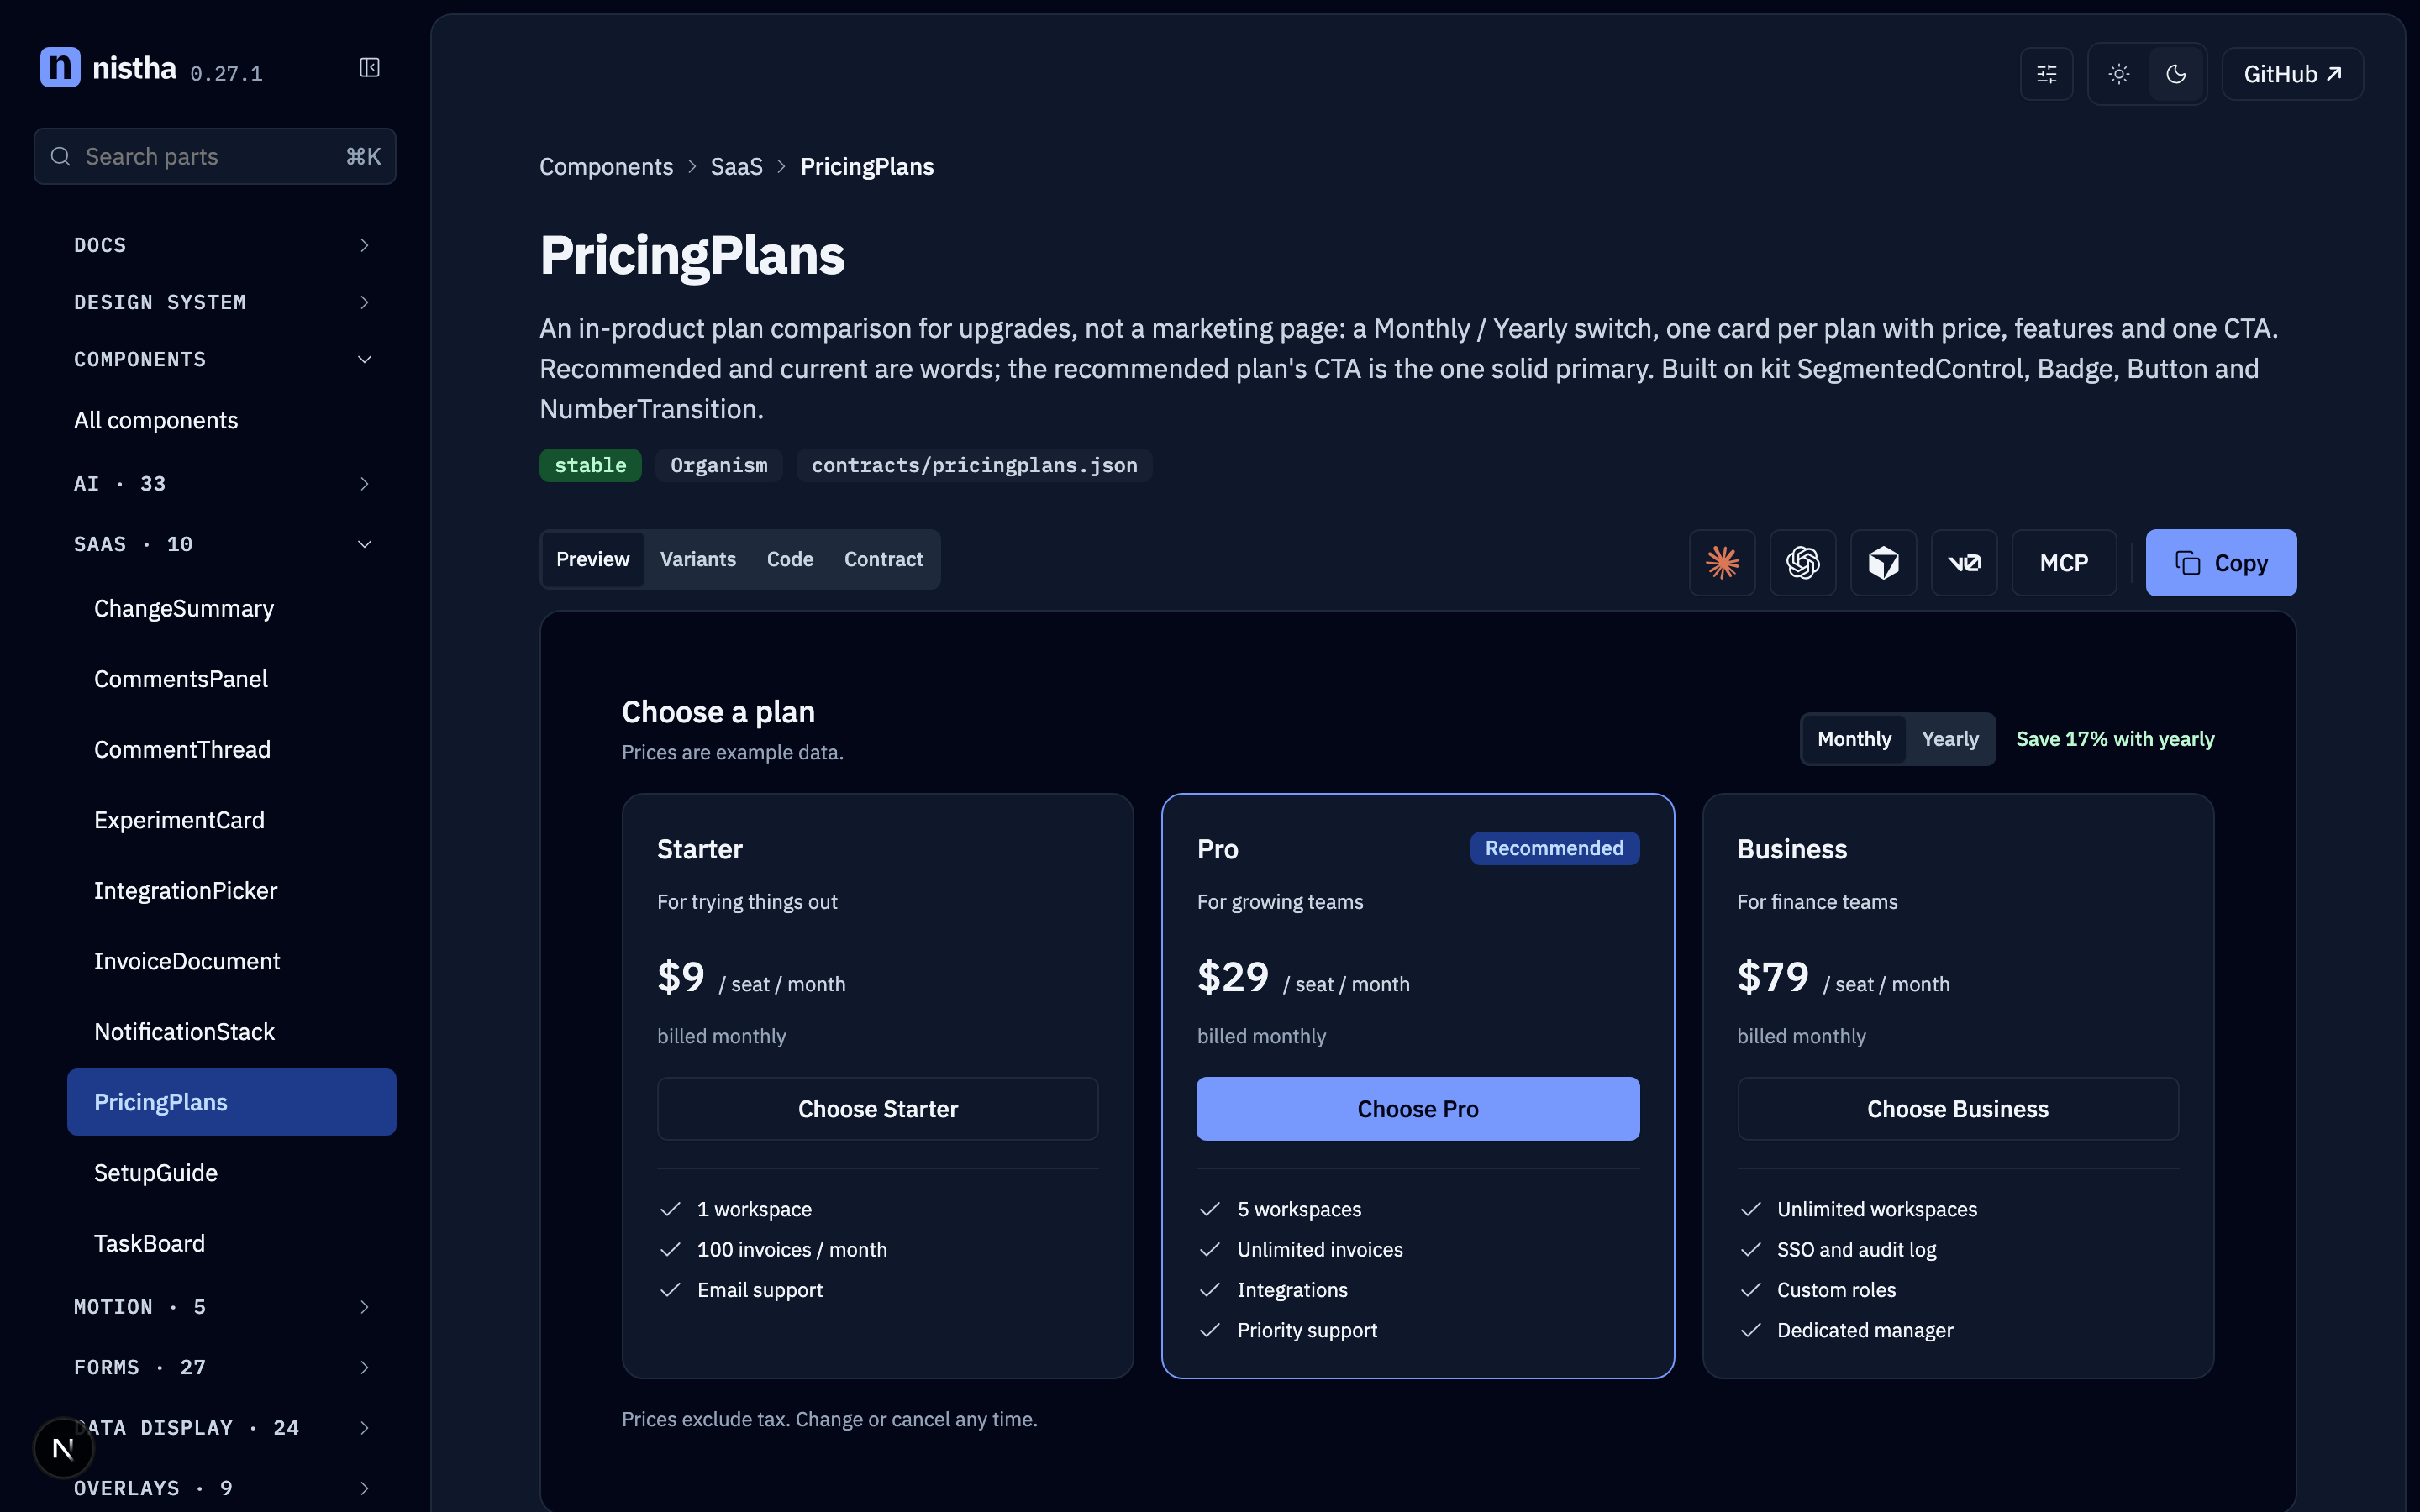 n nistha 0.27.1
Search parts ⌘K
DOCS
DESIGN SYSTEM
COMPONENTS
All components
AI · 33
SAAS · 10
ChangeSummary
CommentsPanel
CommentThread
ExperimentCard
IntegrationPicker
InvoiceDocument
NotificationStack
PricingPlans
SetupGuide
TaskBoard
MOTION · 5
FORMS · 27
DATA DISPLAY · 24
N
OVERLAYS · 9
GitHub
Components > SaaS > PricingPlans
PricingPlans
An in-product plan comparison for upgrades, not a marketing page: a Monthly / Yearly switch, one card per plan with price, features and one CTA.
Recommended and current are words; the recommended plan's CTA is the one solid primary. Built on kit SegmentedControl, Badge, Button and
NumberTransition.
stable Organism contracts/pricingplans.json
Preview Variants Code Contract
v0 MCP Copy
Choose a plan
Prices are example data.
Monthly Yearly Save 17% with yearly
Starter
For trying things out
$9 / seat / month
billed monthly
Choose Starter
1 workspace
100 invoices / month
Email support
Pro Recommended
For growing teams
$29 / seat / month
billed monthly
Choose Pro
5 workspaces
Unlimited invoices
Integrations
Priority support
Business
For finance teams
$79 / seat / month
billed monthly
Choose Business
Unlimited workspaces
SSO and audit log
Custom roles
Dedicated manager
Prices exclude tax. Change or cancel any time.